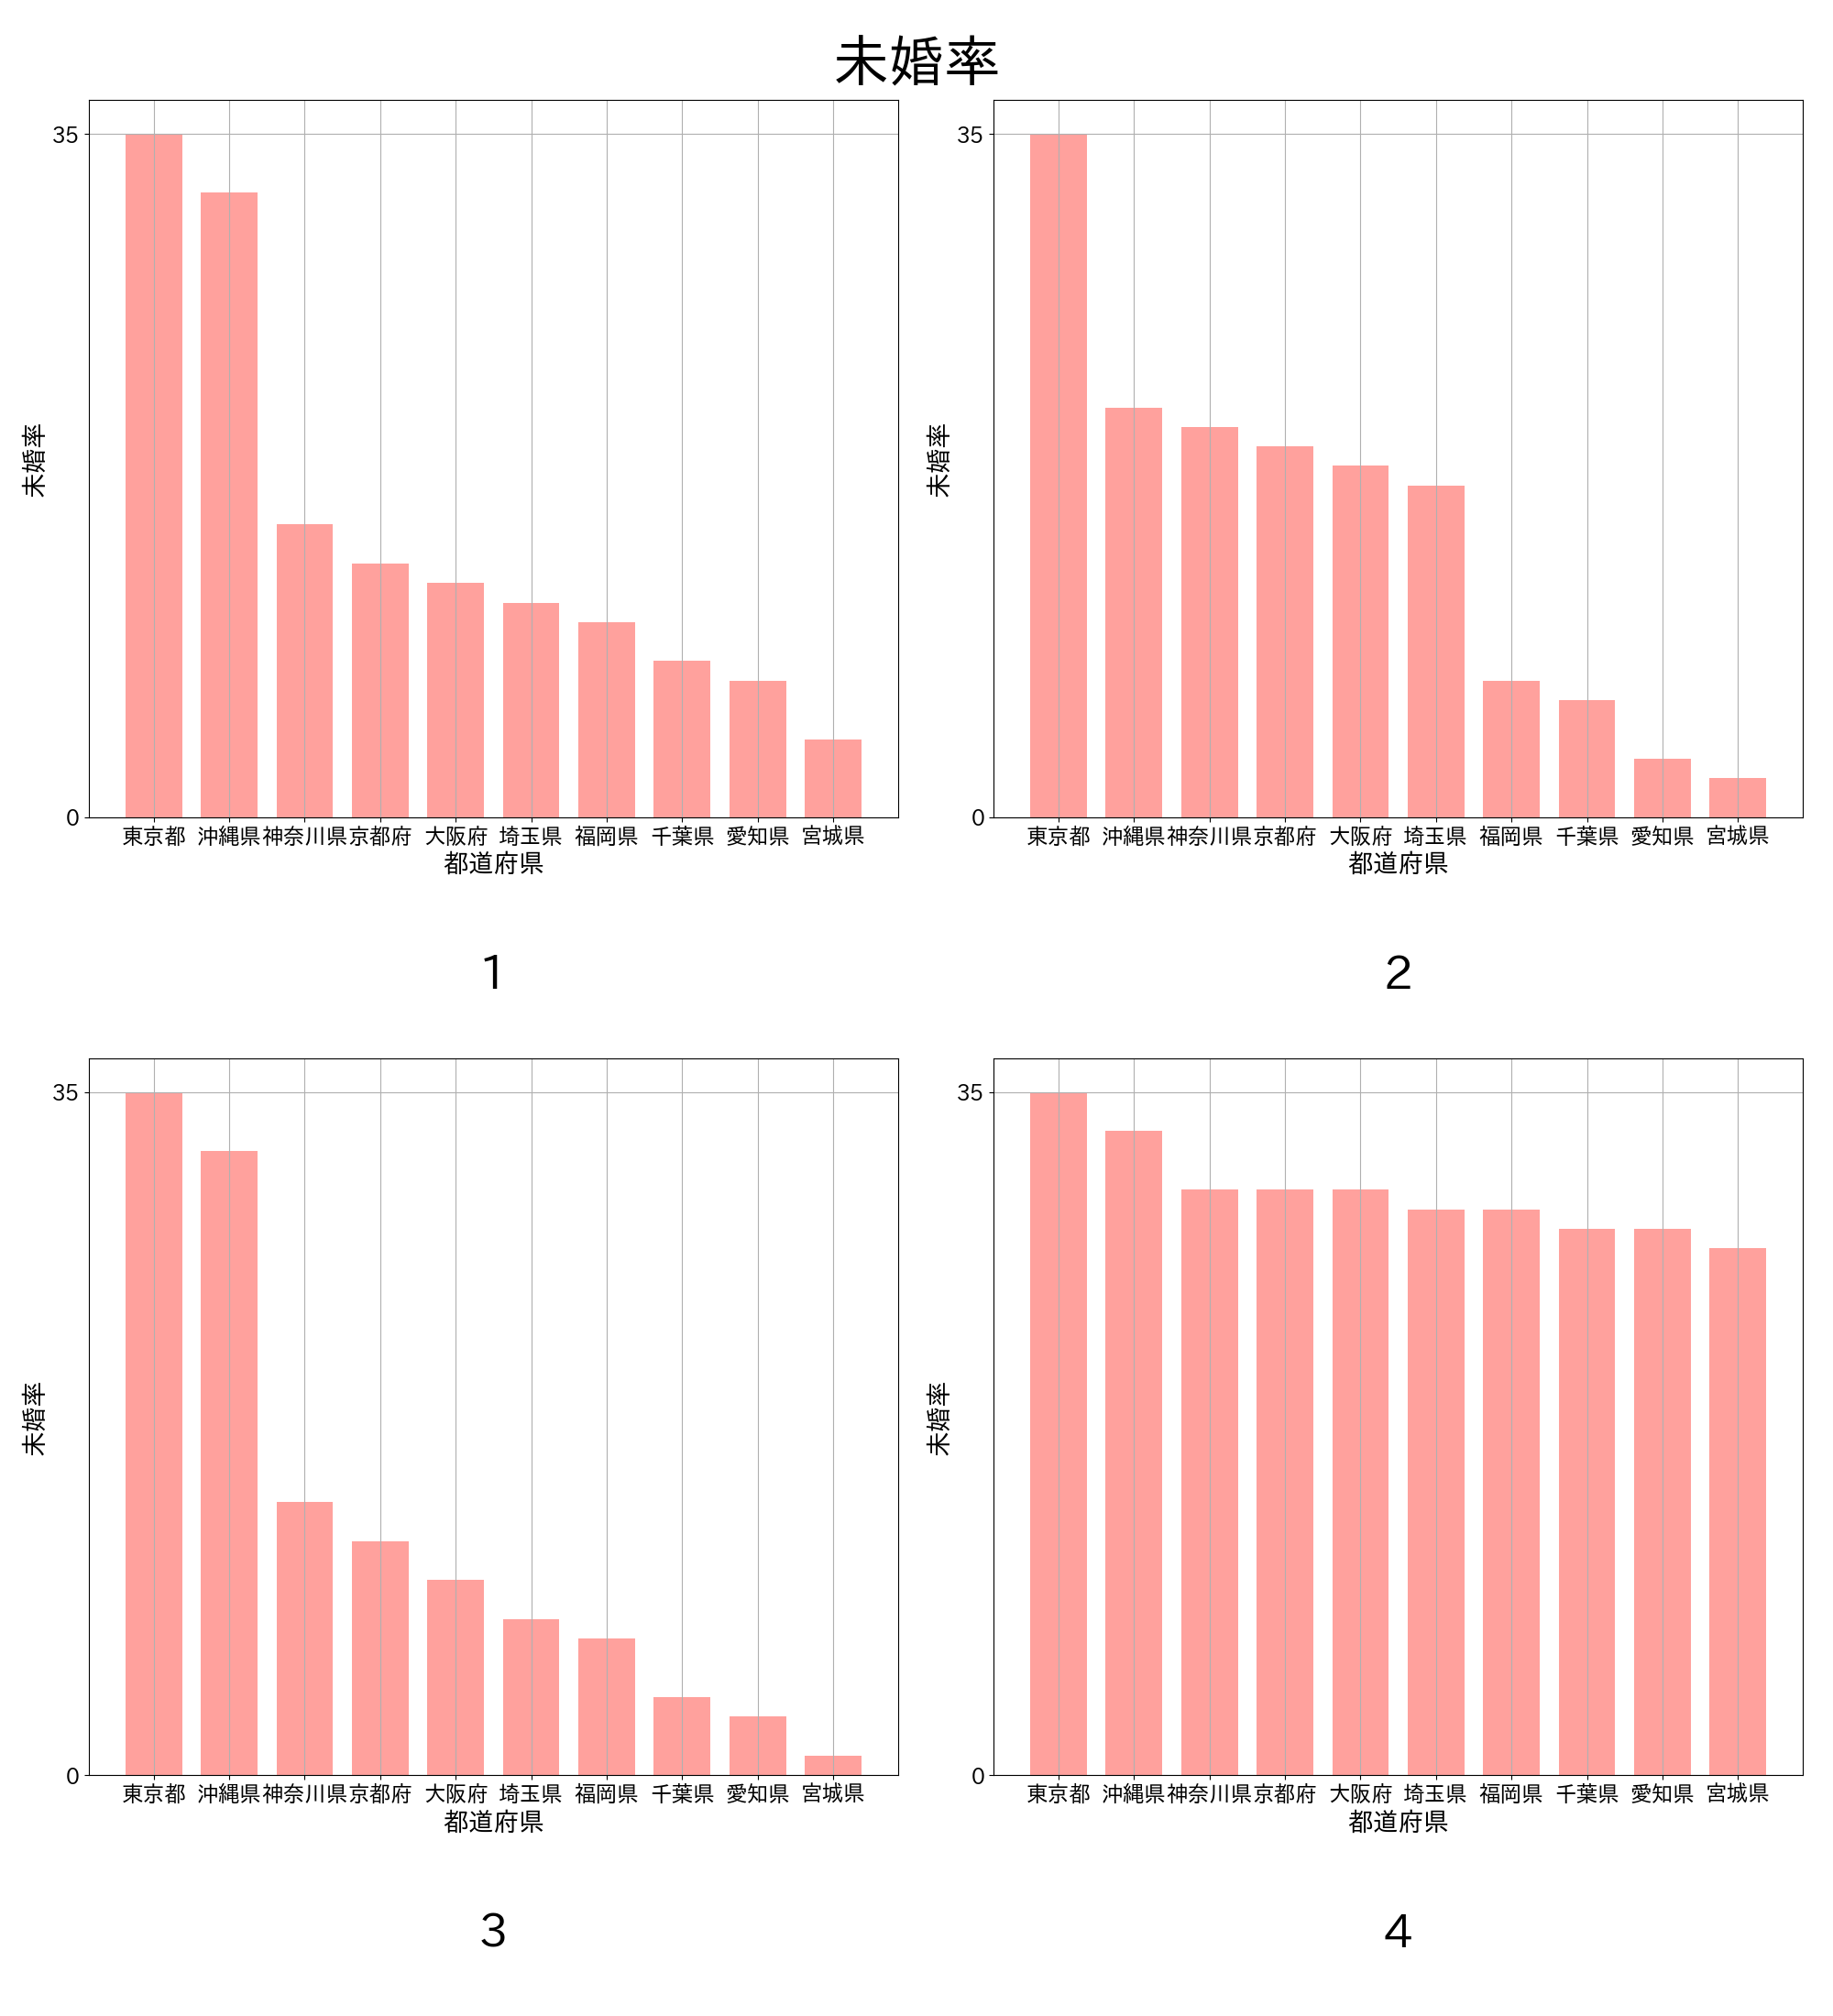 未婚率
35
0
未婚率
東京都 沖縄県 神奈川県 京都府 大阪府 埼玉県 福岡県 千葉県 愛知県 宮城県
都道府県
1
35
0
未婚率
東京都 沖縄県 神奈川県 京都府 大阪府 埼玉県 福岡県 千葉県 愛知県 宮城県
都道府県
2
35
0
未婚率
東京都 沖縄県 神奈川県 京都府 大阪府 埼玉県 福岡県 千葉県 愛知県 宮城県
都道府県
3
35
0
未婚率
東京都 沖縄県 神奈川県 京都府 大阪府 埼玉県 福岡県 千葉県 愛知県 宮城県
都道府県
4